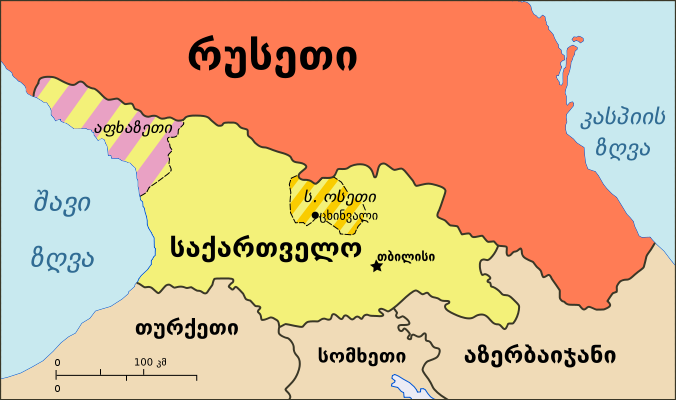 რუსეთი
კასპიის
ზღვა
აფხაზეთი
შავი
ზღვა
ს. ოსეთი
ცხინვალი
საქართველო
თბილისი
თურქეთი
სომხეთი
აზერბაიჯანი
0 100 კმ
0